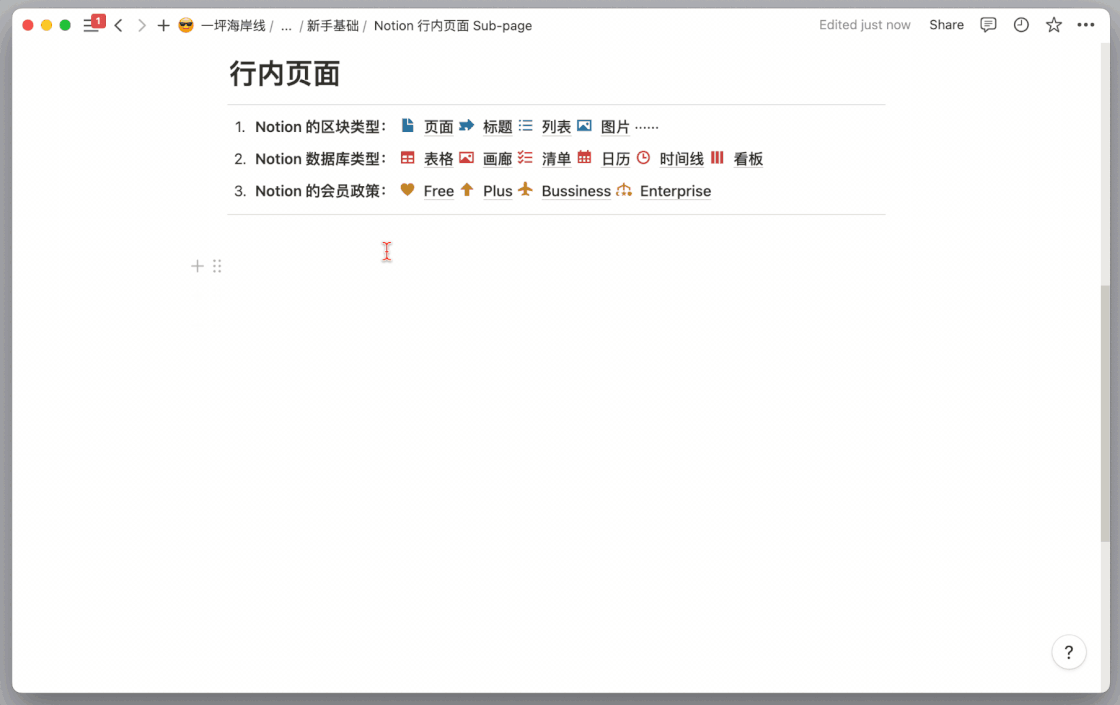 1
一坪海岸线 / ... / 新手基础 / Notion 行内页面 Sub-page
Edited just now Share
行内页面
1. Notion 的区块类型： 页面 标题 列表 图片 ······
2. Notion 数据库类型： 表格 画廊 清单 日历 时间线 看板
3. Notion 的会员政策： Free Plus Bussiness Enterprise
?